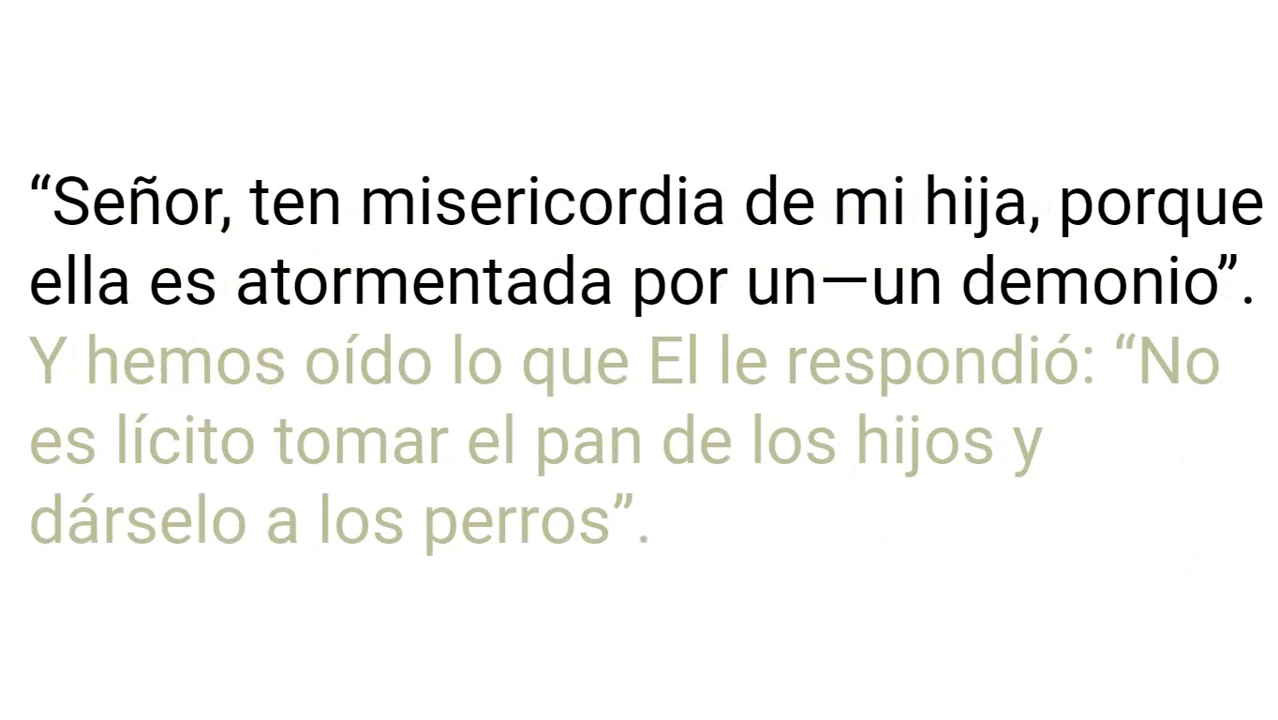 “Señor, ten misericordia de mi hija, porque
ella es atormentada por un—un demonio”.
Y hemos oído lo que El le respondió: “No
es lícito tomar el pan de los hijos y
dárselo a los perros”.